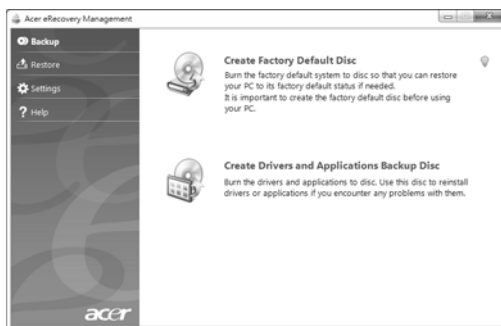 Acer eRecovery Management
Backup
Restore
Settings
Help
Create Factory Default Disc
Burn the factory default system to disc so that you can restore
your PC to its factory default status if needed.
It is important to create the factory default disc before using
your PC.
Create Drivers and Applications Backup Disc
Burn the drivers and applications to disc. Use this disc to reinstall
drivers or applications if you encounter any problems with them.
acer